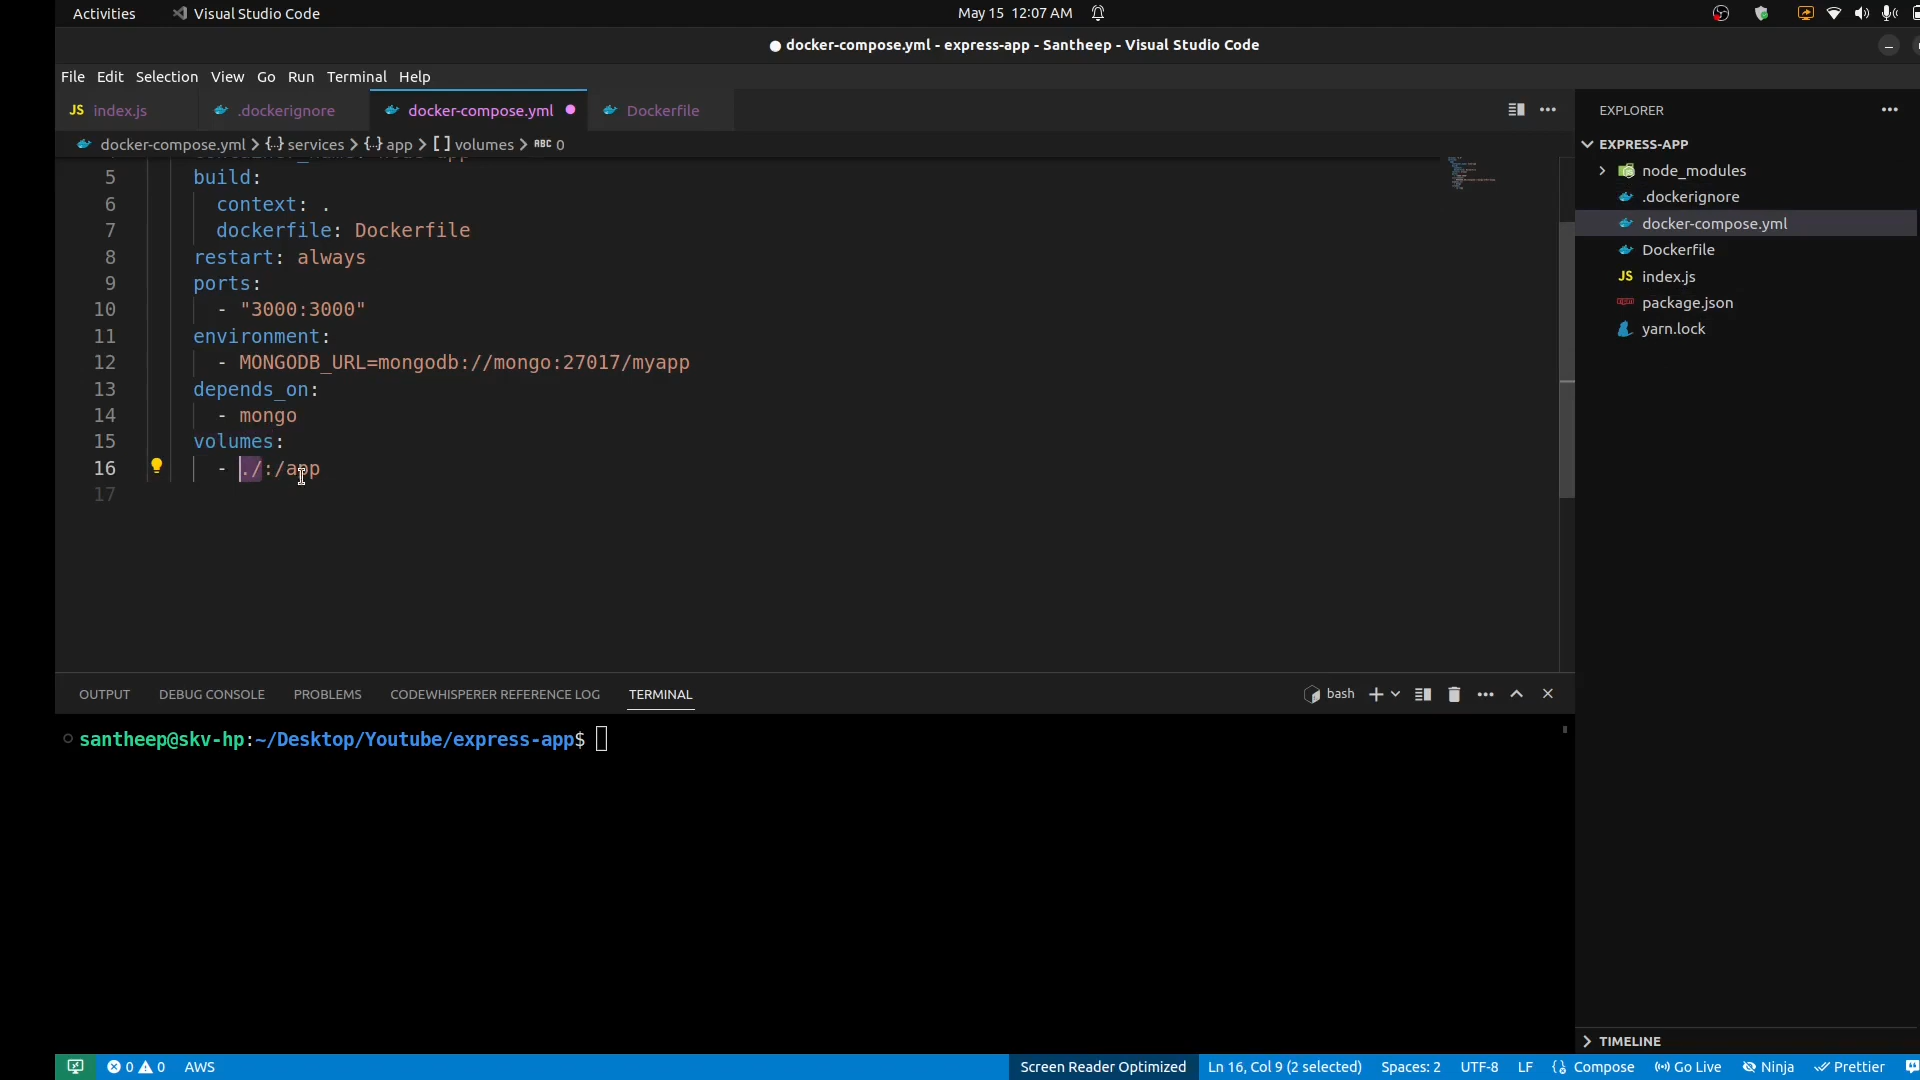 Activities Visual Studio Code May 15 12:07 AM
docker-compose.yml - express-app - Santheep - Visual Studio Code
File Edit Selection View Go Run Terminal Help
JS index.js .dockerignore docker-compose.yml Dockerfile
docker-compose.yml > {} services > {} app > [] volumes > ABC 0
5 build:
6 context: .
7 dockerfile: Dockerfile
8 restart: always
9 ports:
10 - "3000:3000"
11 environment:
12 - MONGODB_URL=mongodb://mongo:27017/myapp
13 depends_on:
14 - mongo
15 volumes:
16 - ./:/app
17
EXPLORER
EXPRESS-APP
node_modules
.dockerignore
docker-compose.yml
Dockerfile
JS index.js
package.json
yarn.lock
TIMELINE
OUTPUT DEBUG CONSOLE PROBLEMS CODEWHISPERER REFERENCE LOG TERMINAL bash
santheep@skv-hp:~/Desktop/Youtube/express-app$
0 0 AWS Screen Reader Optimized Ln 16, Col 9 (2 selected) Spaces: 2 UTF-8 LF {} Compose Go Live Ninja Prettier